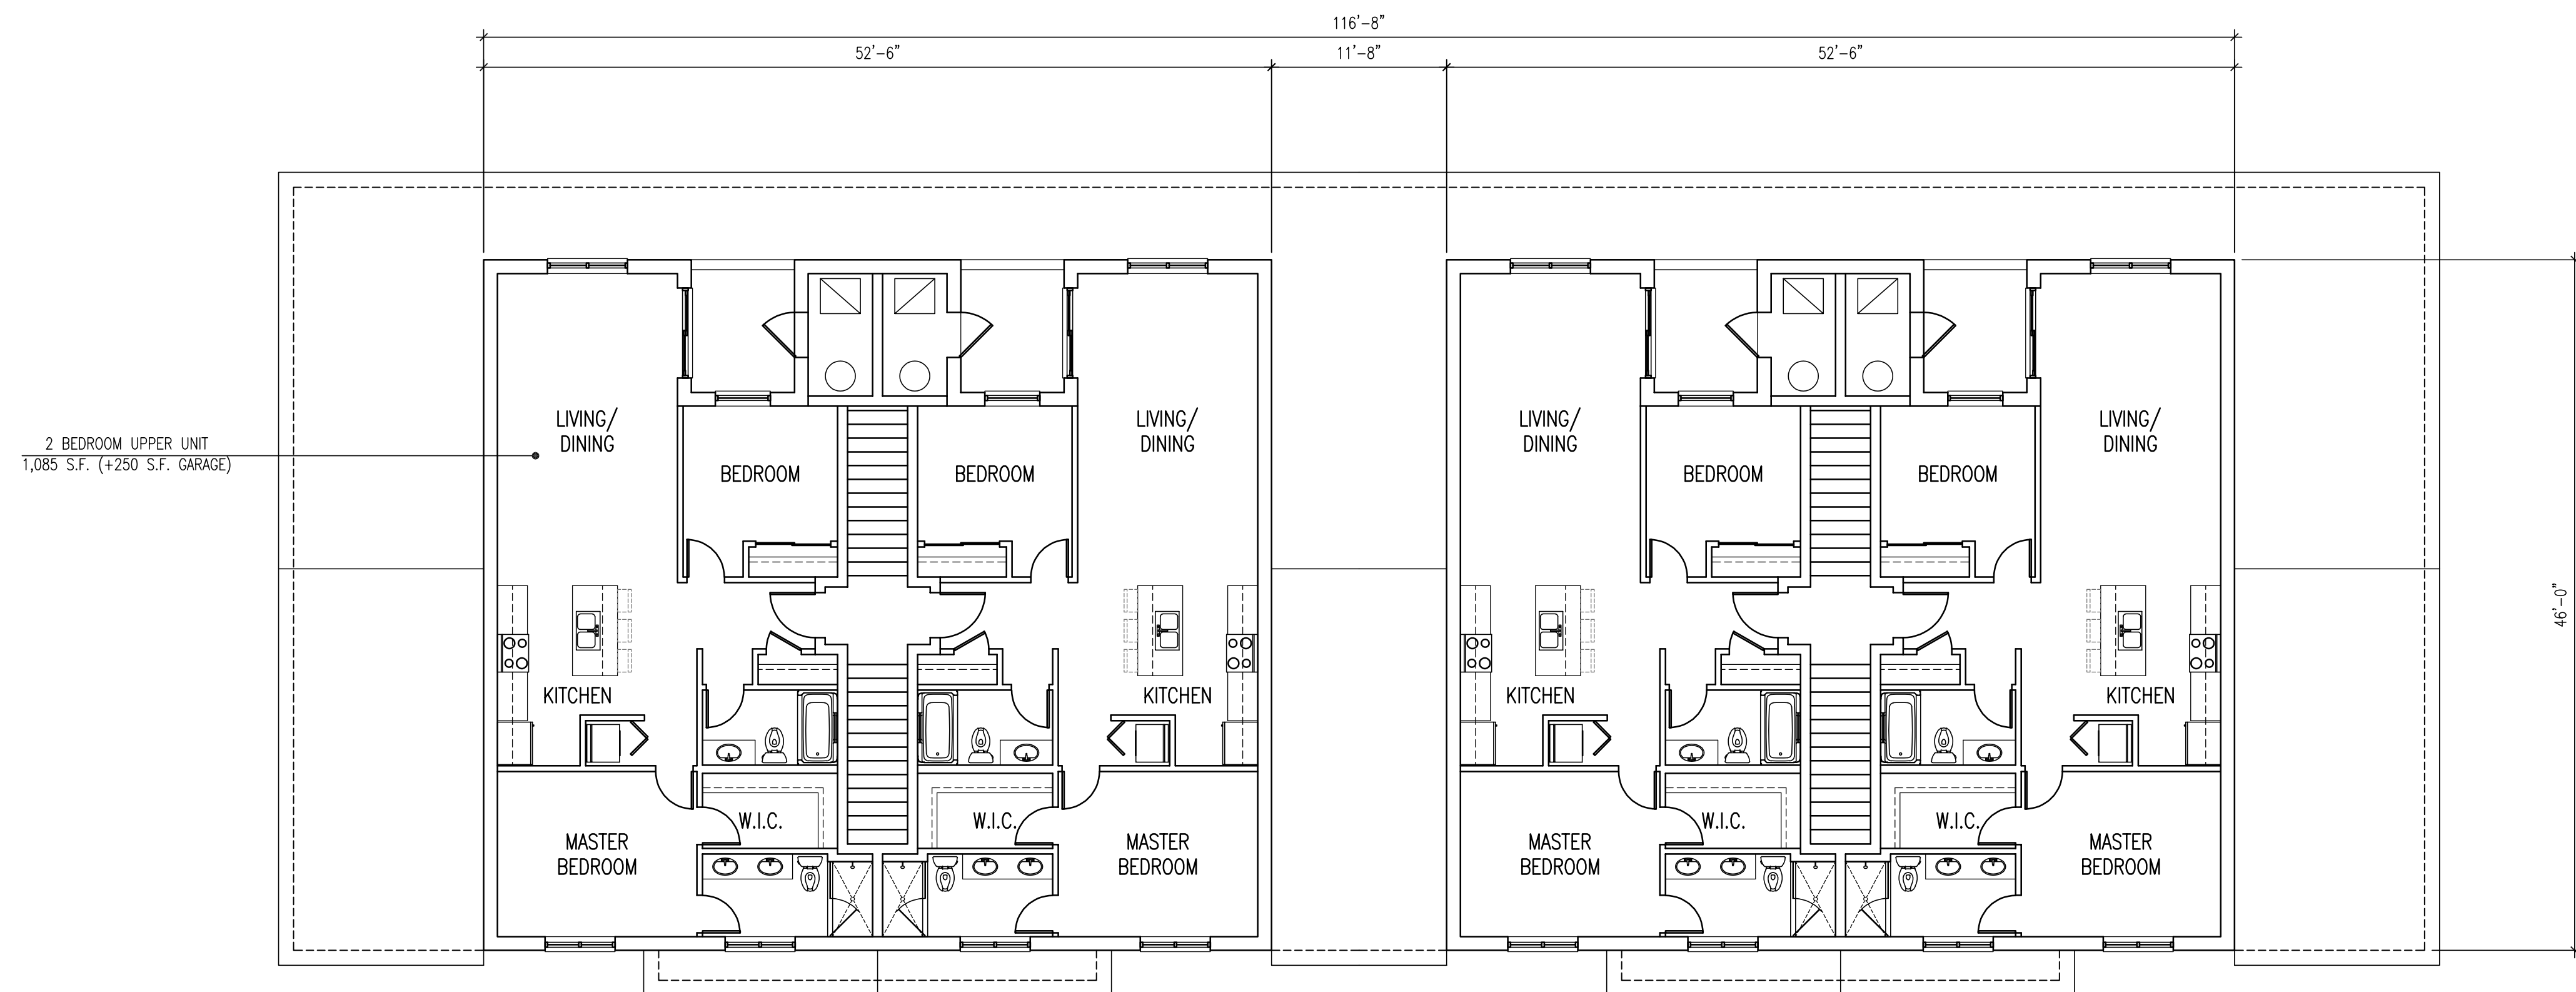 116'-8"
52'-6"
11'-8"
52'-6"
LIVING/
DINING
LIVING/
DINING
LIVING/
DINING
LIVING/
DINING
2 BEDROOM UPPER UNIT
1,085 S.F. (+250 S.F. GARAGE)
BEDROOM
BEDROOM
BEDROOM
BEDROOM
46'-0"
KITCHEN
KITCHEN
KITCHEN
KITCHEN
W.I.C.
W.I.C.
W.I.C.
W.I.C.
MASTER
BEDROOM
MASTER
BEDROOM
MASTER
BEDROOM
MASTER
BEDROOM